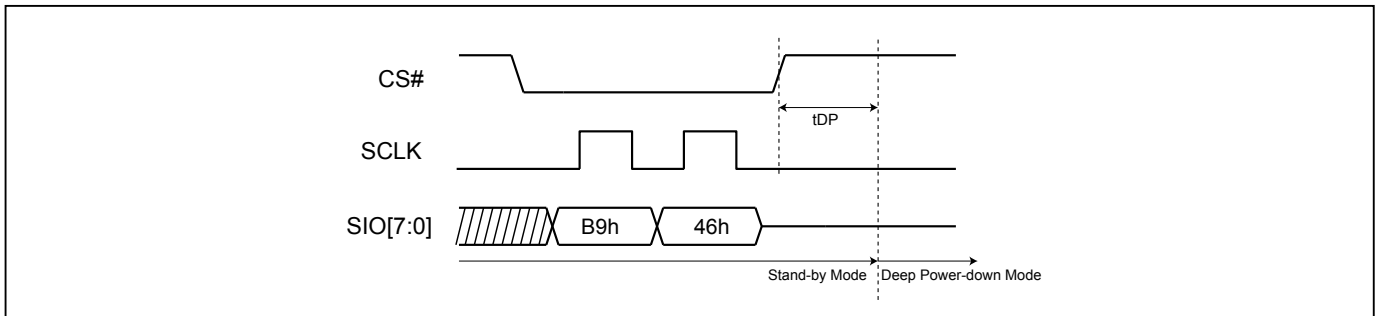 CS#
tDP
SCLK
SIO[7:0] B9h 46h
Stand-by Mode Deep Power-down Mode